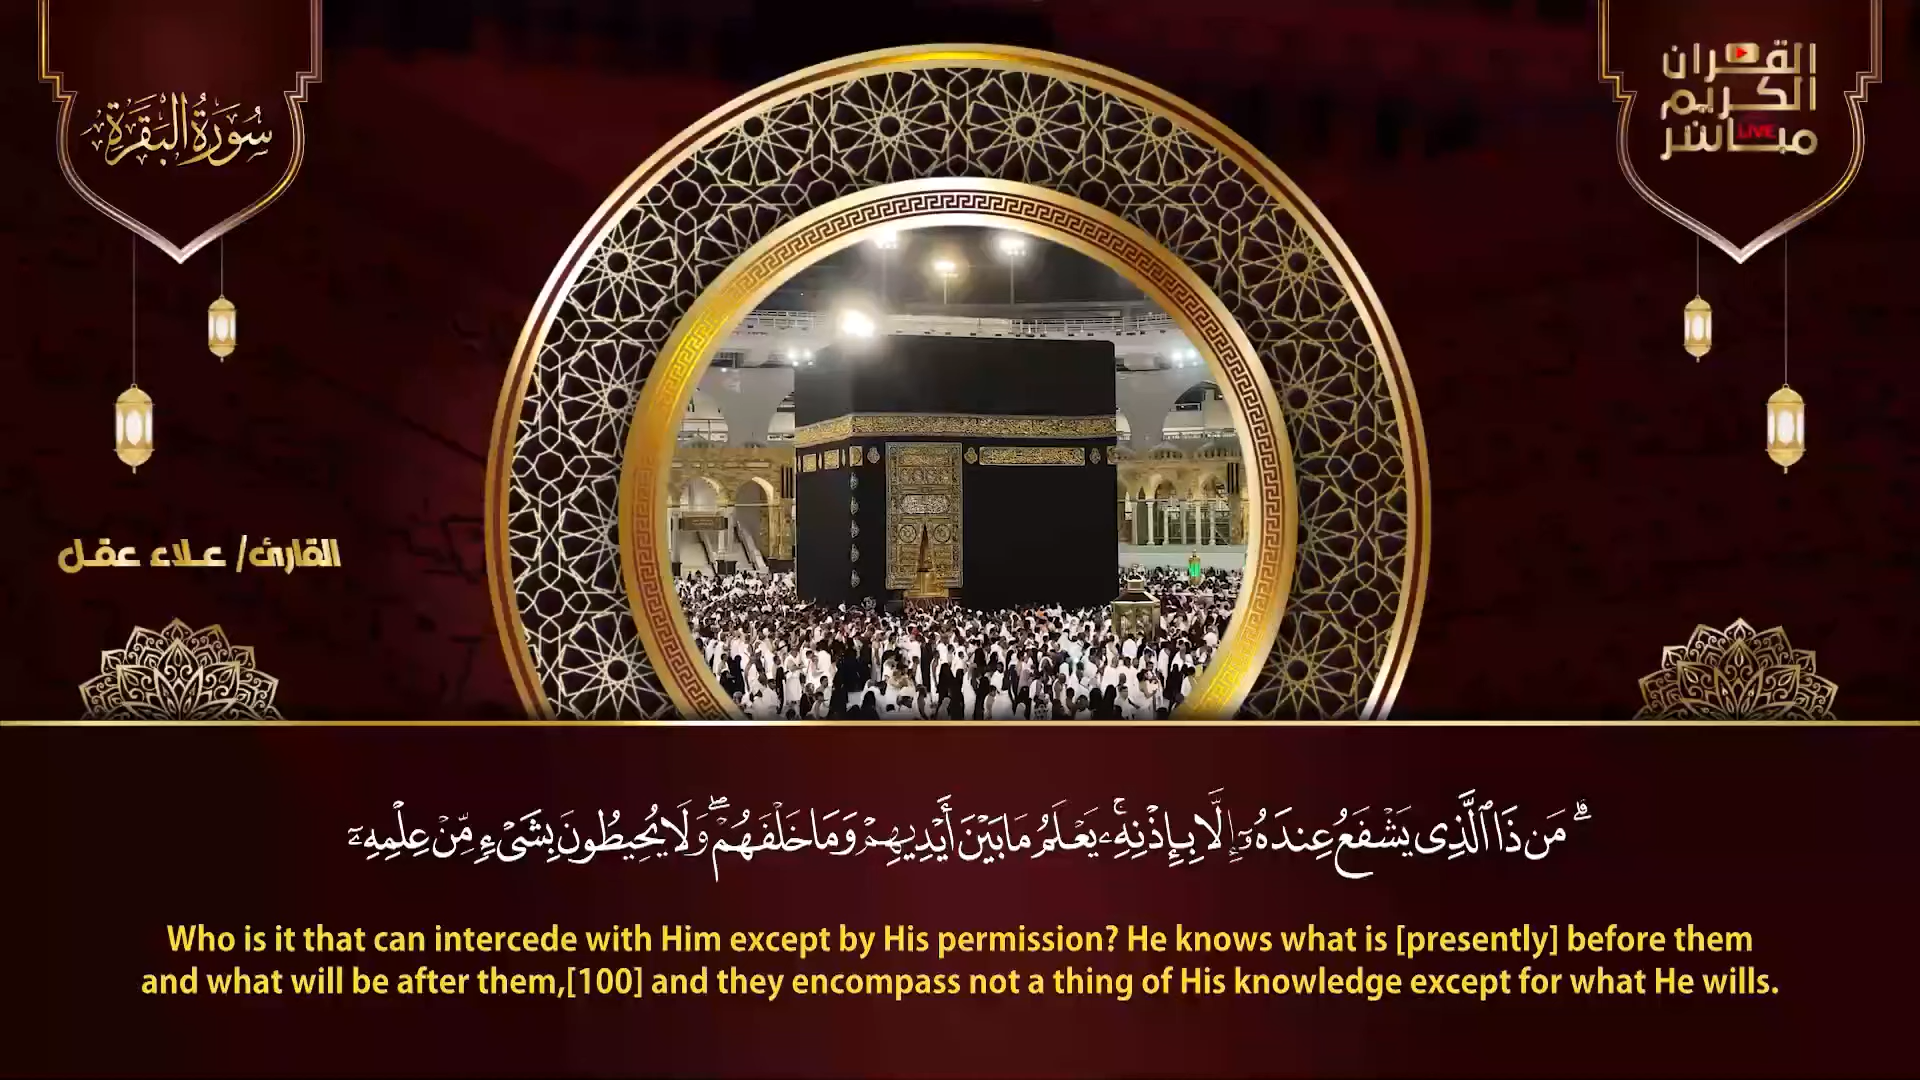 سُورَةُ البَقَرَةِ
القران
الكريم
مباشر
LIVE
القارئ/ علاء عقل
ۗ مَن ذَا ٱلَّذِى يَشْفَعُ عِندَهُۥٓ إِلَّا بِإِذْنِهِۦ ۚ يَعْلَمُ مَا بَيْنَ أَيْدِيهِمْ وَمَا خَلْفَهُمْ ۖ وَلَا يُحِيطُونَ بِشَىْءٍ مِّنْ عِلْمِهِۦٓ
Who is it that can intercede with Him except by His permission? He knows what is [presently] before them
and what will be after them,[100] and they encompass not a thing of His knowledge except for what He wills.